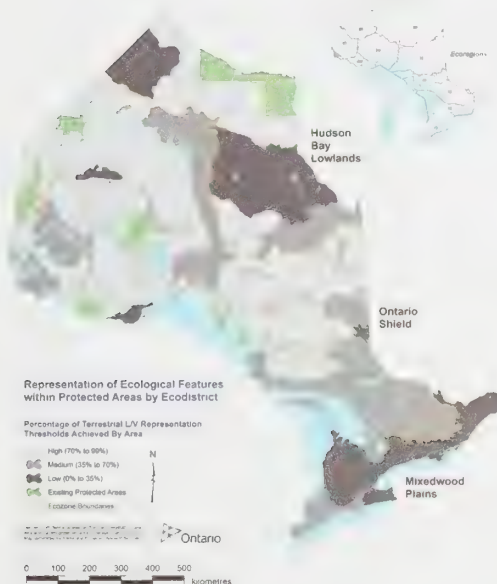 Ecoregions
Hudson
Bay
Lowlands
Ontario
Shield
Mixedwood
Plains
Representation of Ecological Features
within Protected Areas by Ecodistrict
Percentage of Terrestrial L/V Representation
Thresholds Achieved By Area
High (70% to 99%)
Medium (35% to 70%)
Low (0% to 35%)
Existing Protected Areas
Ecozone Boundaries
N
Ontario
0 100 200 300 400 500
kilometres